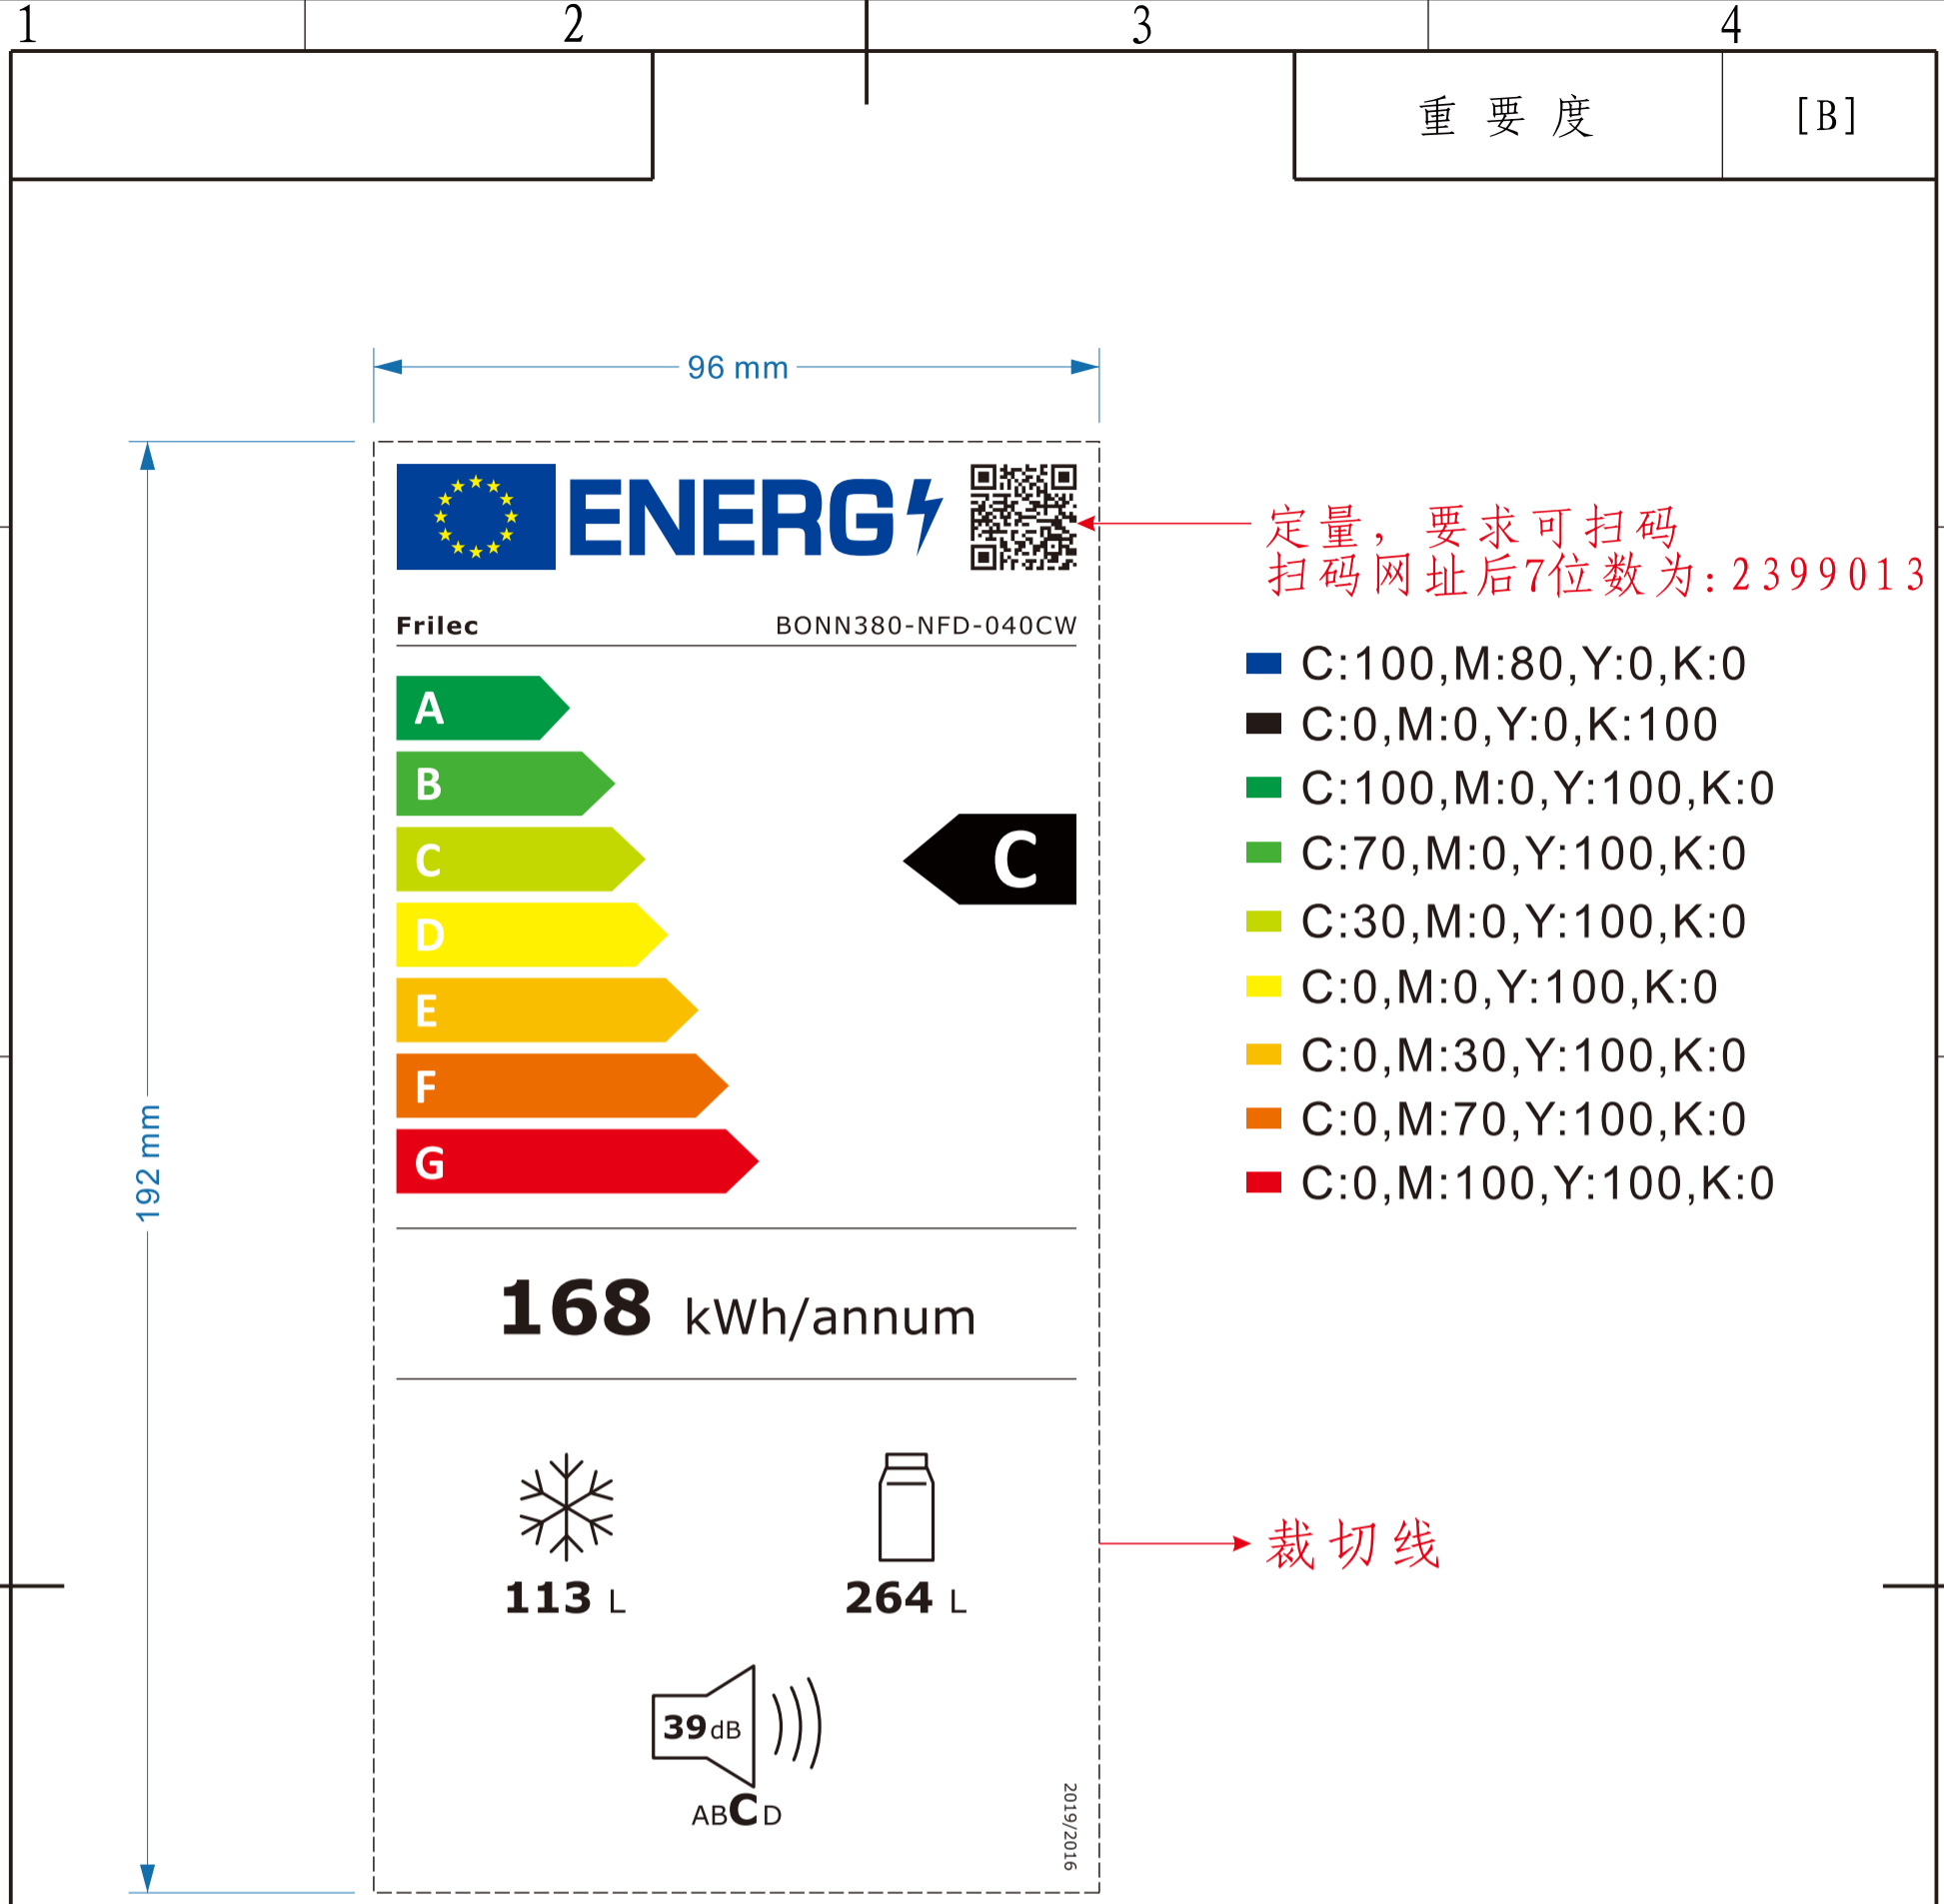 1 2 3 4
重要度 [B]
96 mm
192 mm
ENERG
定量，要求可扫码
扫码网址后7位数为:2399013
Frilec BONN380-NFD-040CW
A
B
C
D
E
F
G
C
C:100,M:80,Y:0,K:0
C:0,M:0,Y:0,K:100
C:100,M:0,Y:100,K:0
C:70,M:0,Y:100,K:0
C:30,M:0,Y:100,K:0
C:0,M:0,Y:100,K:0
C:0,M:30,Y:100,K:0
C:0,M:70,Y:100,K:0
C:0,M:100,Y:100,K:0
168 kWh/annum
113 L 264 L
裁切线
39 dB
ABCD
2019/2016